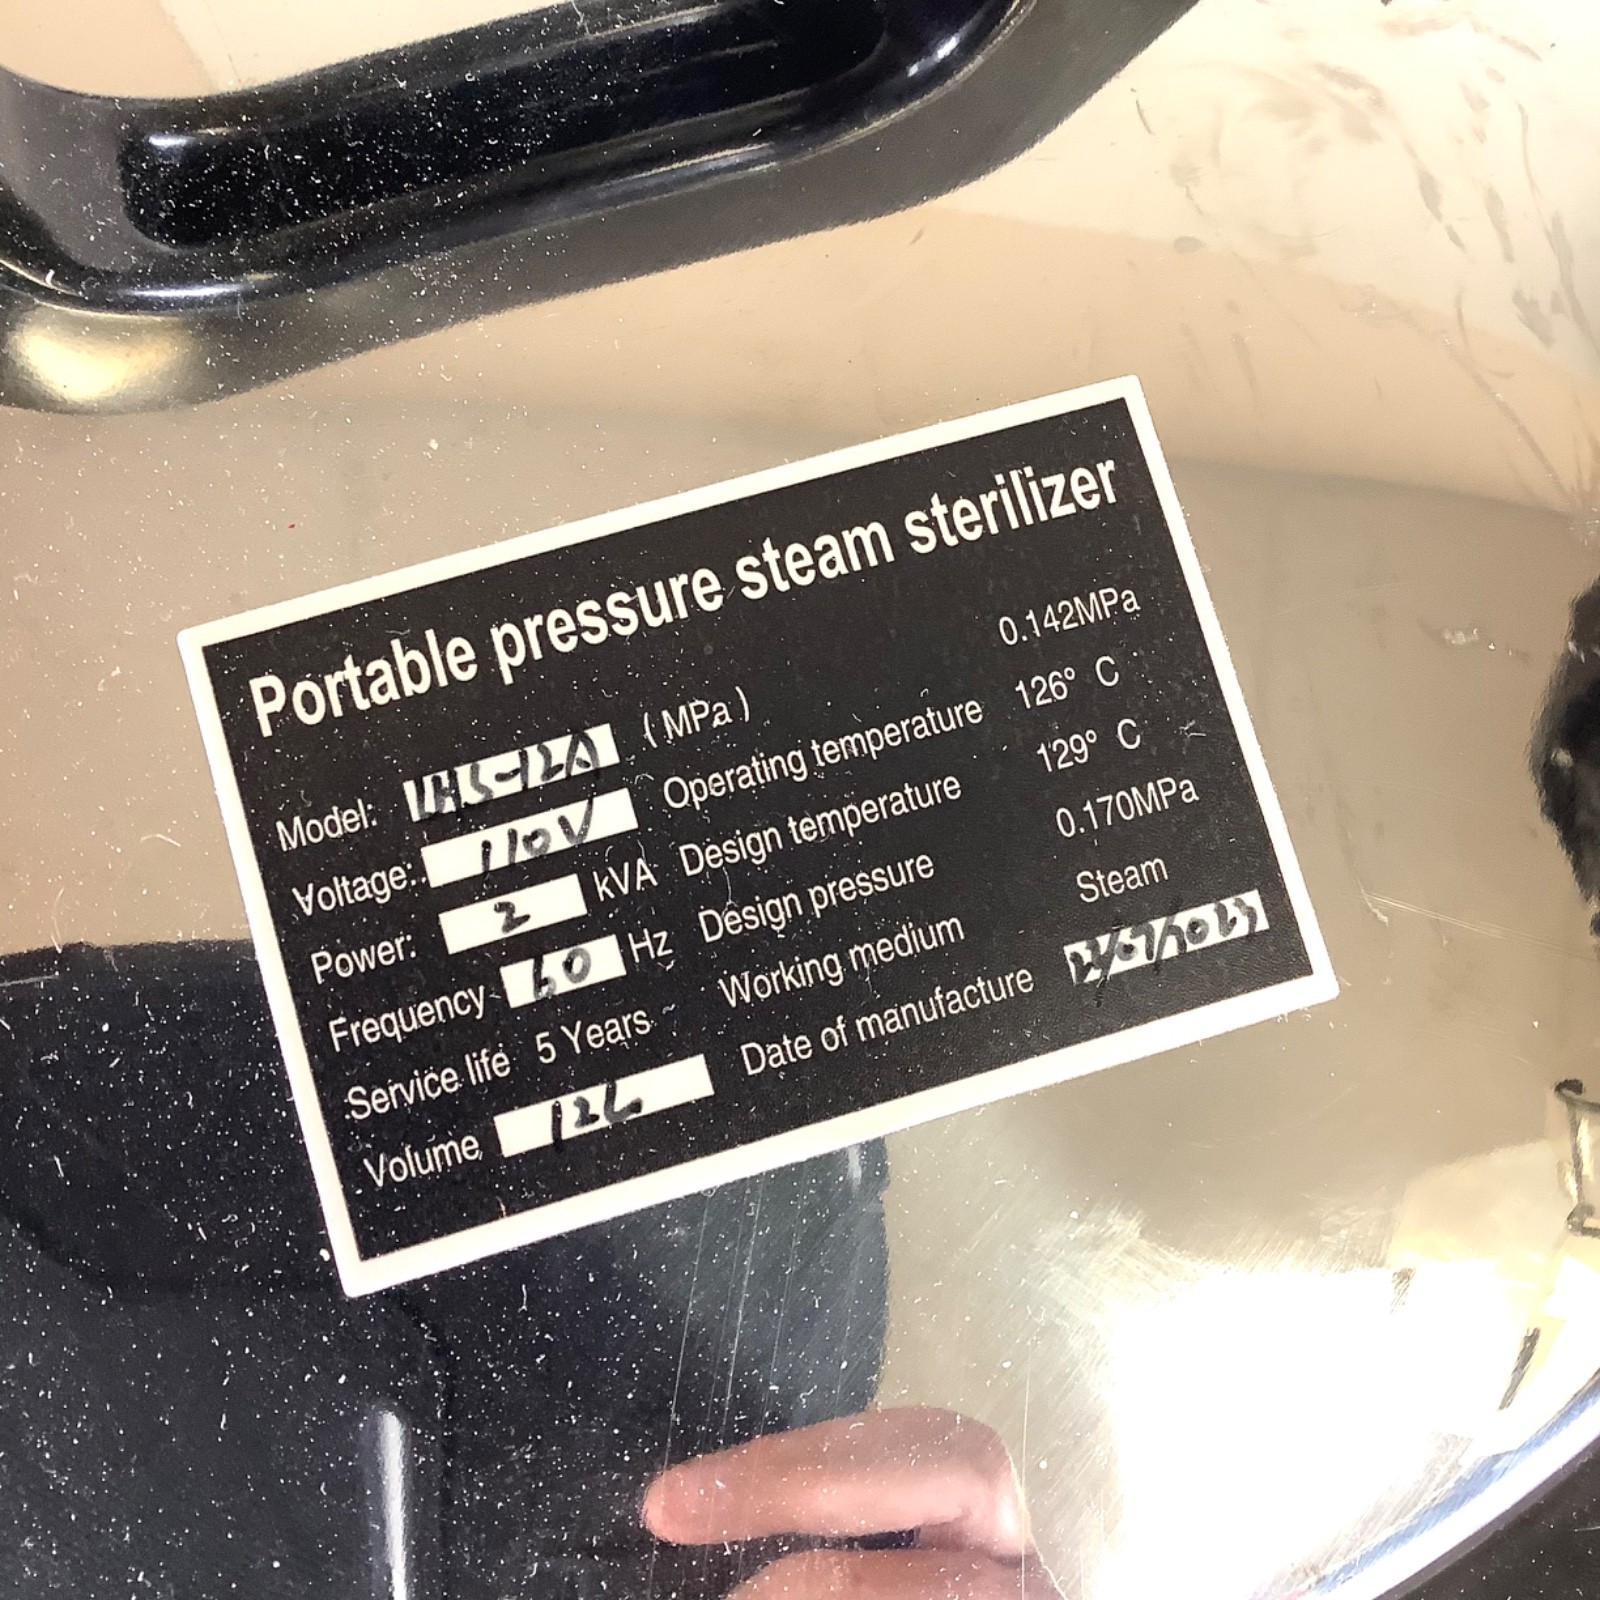 Portable pressure steam sterilizer
Model: (MPa) 0.142MPa
Voltage: 110V Operating temperature 126° C
Power: 2 kVA Design temperature 129° C
Frequency 60 Hz Design pressure 0.170MPa
Service life 5 Years Working medium Steam
Volume 12L Date of manufacture